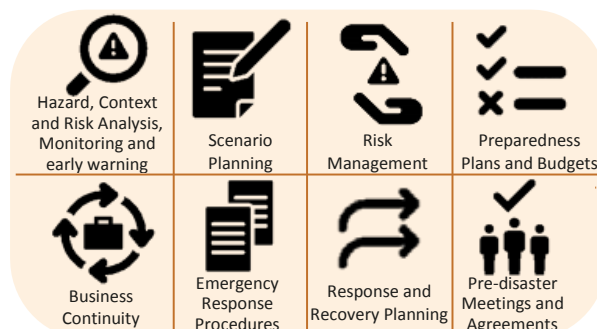 Hazard, Context
and Risk Analysis,
Monitoring and
early warning
Scenario
Planning
Risk
Management
Preparedness
Plans and Budgets
Business
Continuity
Emergency
Response
Procedures
Response and
Recovery Planning
Pre-disaster
Meetings and
Agreements